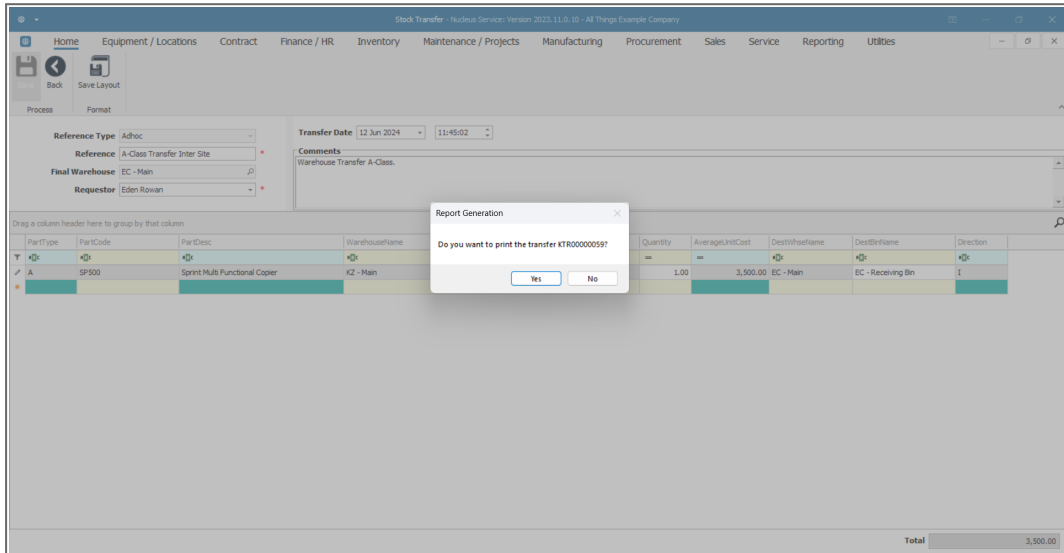 Stock Transfer - Nucleus Service: Version 2023.11.0.10 - All Things Example Company
Home Equipment / Locations Contract Finance / HR Inventory Maintenance / Projects Manufacturing Procurement Sales Service Reporting Utilities
Save Back Save Layout
Process Format
Reference Type Adhoc
Transfer Date 12 Jun 2024 11:45:02
Reference A-Class Transfer Inter Site *
Comments
Warehouse Transfer A-Class.
Final Warehouse EC - Main
Requestor Eden Rowan *
Drag a column header here to group by that column
Report Generation
Do you want to print the transfer KTR00000059?
Yes No
PartType PartCode PartDesc WarehouseName Quantity AverageUnitCost DestWhseName DestBinName Direction
= =
A SP500 Sprint Multi Functional Copier KZ - Main 1.00 3,500.00 EC - Main EC - Receiving Bin I
Total 3,500.00